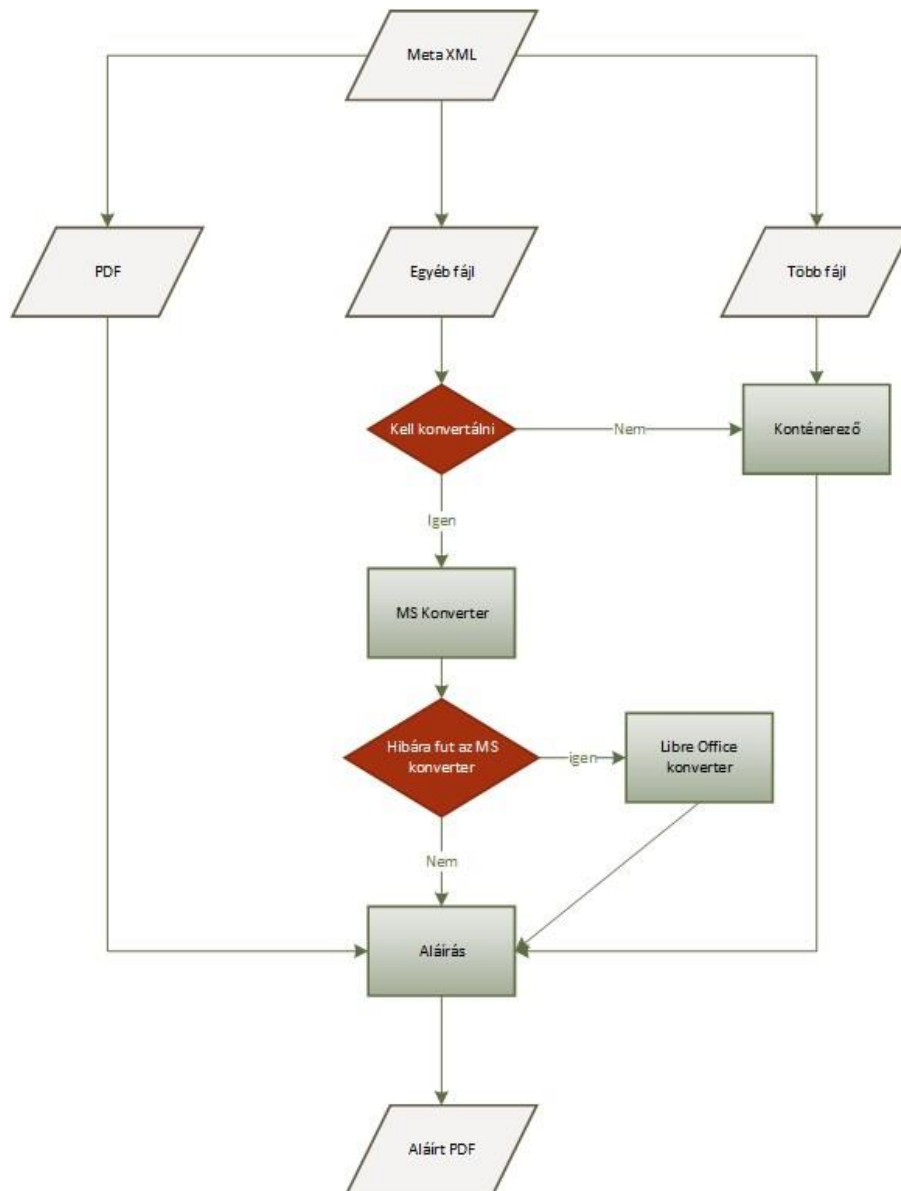 Meta XML
PDF
Egyéb fájl
Több fájl
Kell konvertálni
Nem
Konténerező
Igen
MS Konverter
Hibára fut az MS
konverter
igen
Libre Office
konverter
Nem
Aláírás
Aláírt PDF